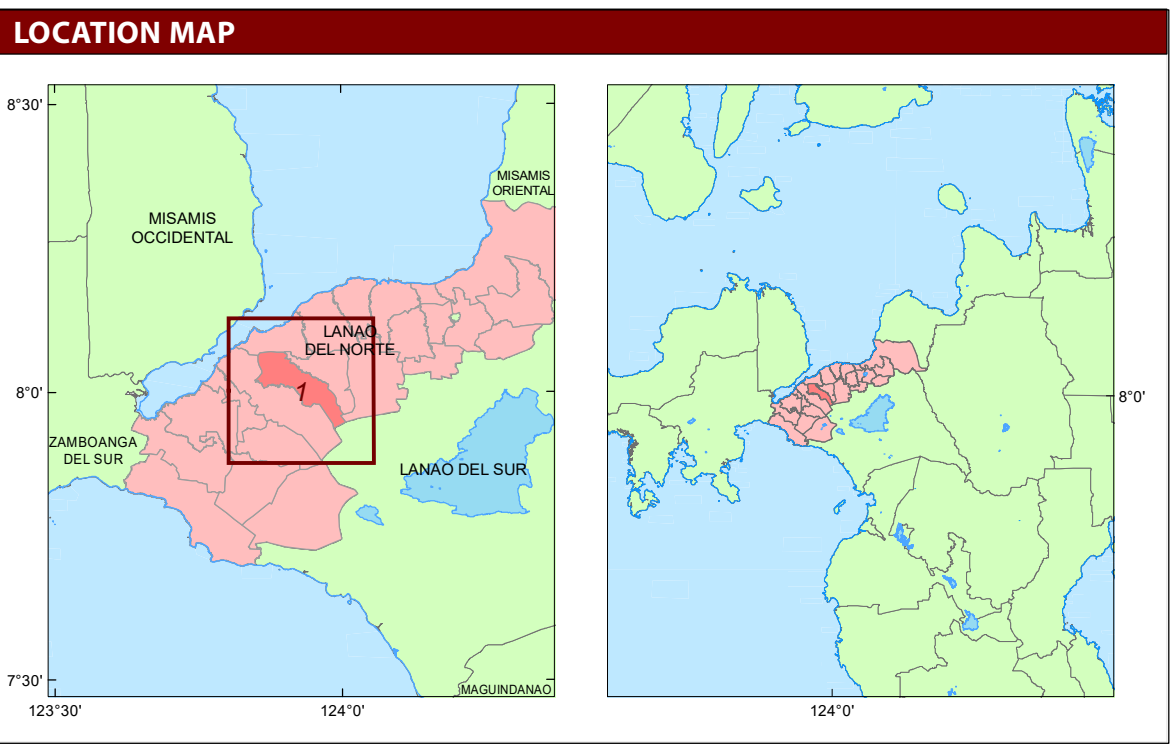 LOCATION MAP
8°30'
MISAMIS
ORIENTAL
MISAMIS
OCCIDENTAL
LANAO
DEL NORTE
8°0'
1
8°0'
ZAMBOANGA
DEL SUR
LANAO DEL SUR
7°30'
MAGUINDANAO
123°30'
124°0'
124°0'